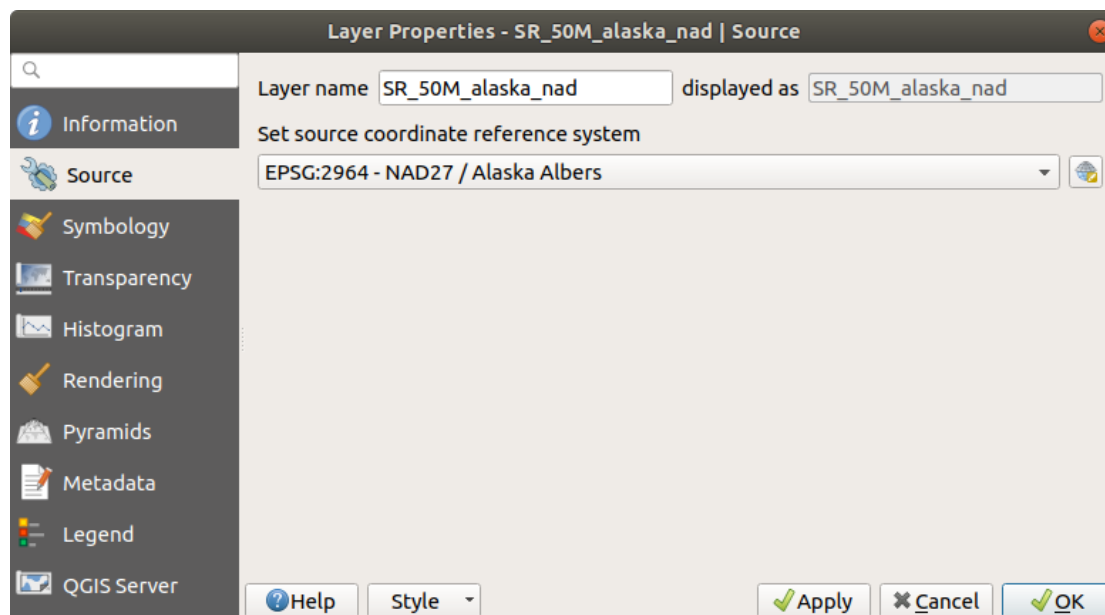 Layer Properties - SR_50M_alaska_nad | Source
Layer name SR_50M_alaska_nad displayed as SR_50M_alaska_nad
Set source coordinate reference system
EPSG:2964 - NAD27 / Alaska Albers
Information
Source
Symbology
Transparency
Histogram
Rendering
Pyramids
Metadata
Legend
QGIS Server
Help Style Apply Cancel OK